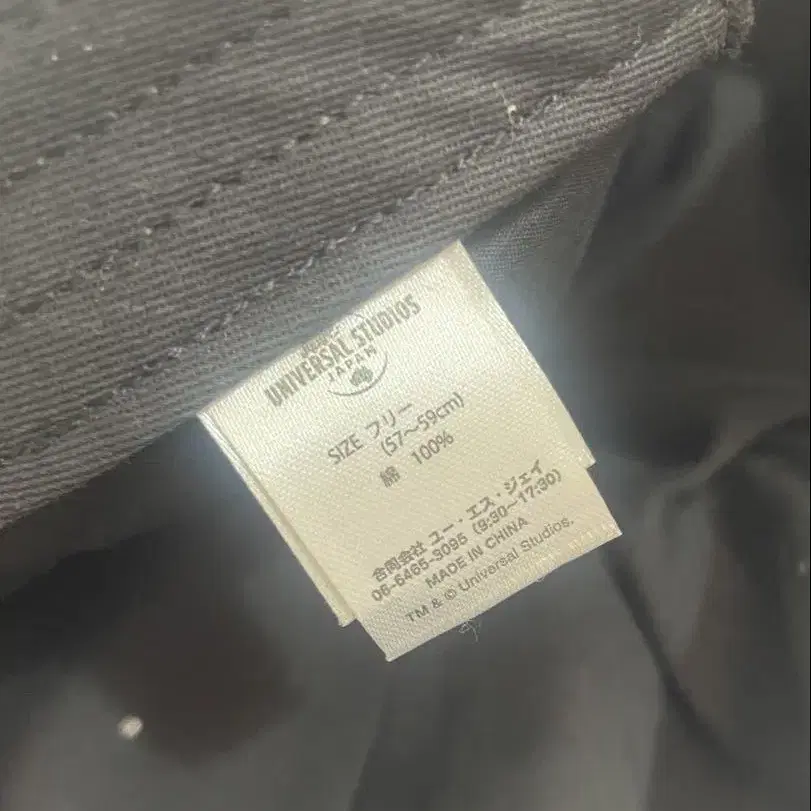 UNIVERSAL STUDIOS
JAPAN
SIZE フリー
(57～59cm)
綿 100%
合同会社 ユー・エス・ジェイ
06-6465-3095 (9:30～17:30)
MADE IN CHINA
TM & © Universal Studios.